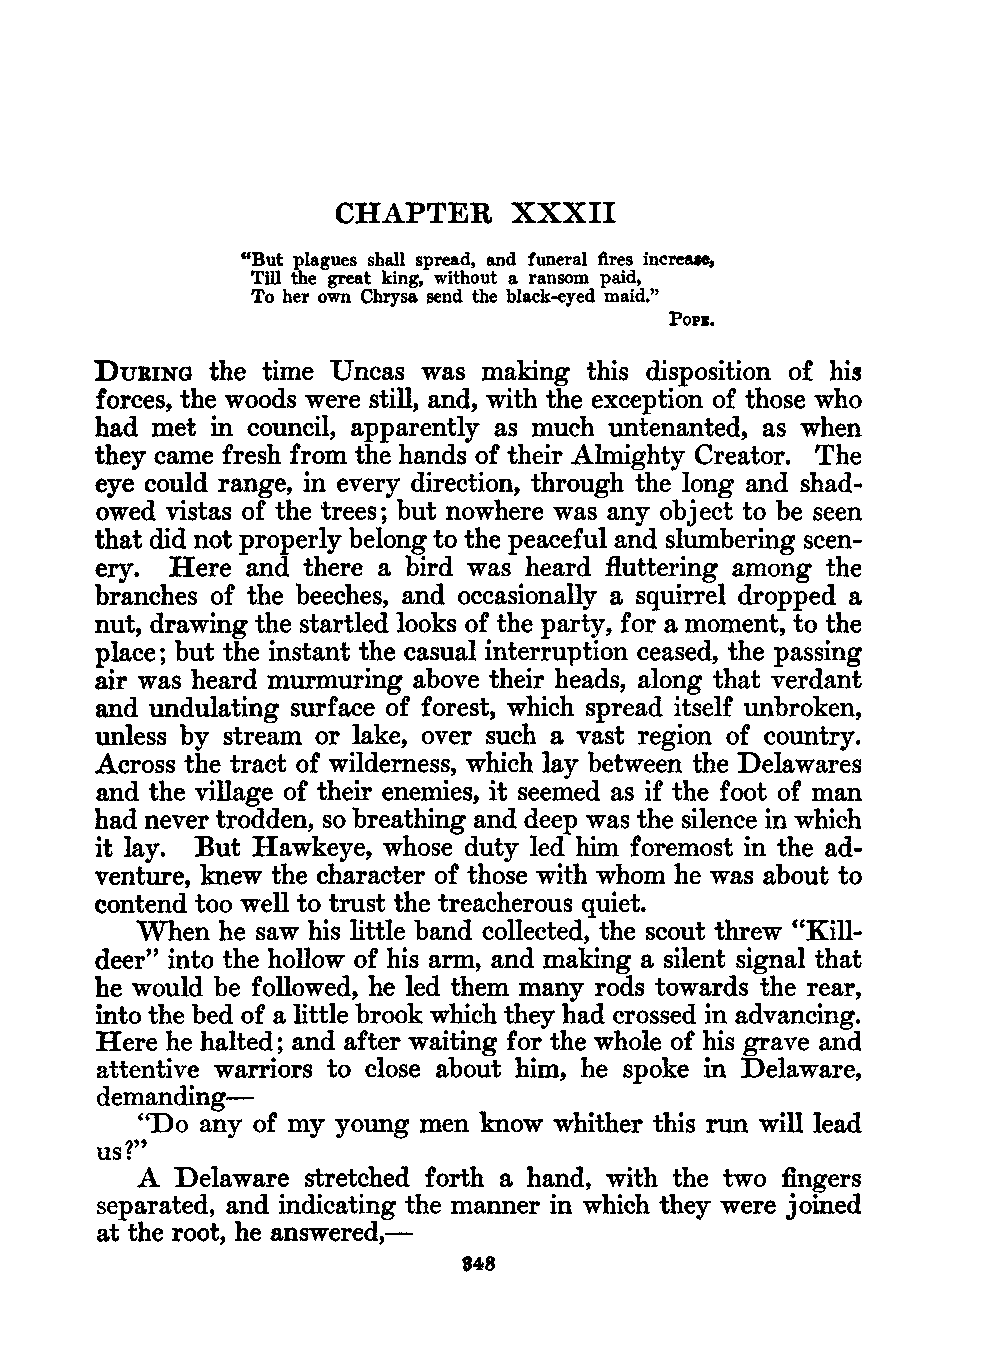 CHAPTER XXXII
“But plagues shall spread, and funeral fires increase,
Till the great king, without a ransom paid,
To her own Chrysa send the black-eyed maid.”
POPE.
DURING the time Uncas was making this disposition of his
forces, the woods were still, and, with the exception of those who
had met in council, apparently as much untenanted, as when
they came fresh from the hands of their Almighty Creator. The
eye could range, in every direction, through the long and shad-
owed vistas of the trees; but nowhere was any object to be seen
that did not properly belong to the peaceful and slumbering scen-
ery. Here and there a bird was heard fluttering among the
branches of the beeches, and occasionally a squirrel dropped a
nut, drawing the startled looks of the party, for a moment, to the
place; but the instant the casual interruption ceased, the passing
air was heard murmuring above their heads, along that verdant
and undulating surface of forest, which spread itself unbroken,
unless by stream or lake, over such a vast region of country.
Across the tract of wilderness, which lay between the Delawares
and the village of their enemies, it seemed as if the foot of man
had never trodden, so breathing and deep was the silence in which
it lay. But Hawkeye, whose duty led him foremost in the ad-
venture, knew the character of those with whom he was about to
contend too well to trust the treacherous quiet.
When he saw his little band collected, the scout threw “Kill-
deer” into the hollow of his arm, and making a silent signal that
he would be followed, he led them many rods towards the rear,
into the bed of a little brook which they had crossed in advancing.
Here he halted; and after waiting for the whole of his grave and
attentive warriors to close about him, he spoke in Delaware,
demanding—
“Do any of my young men know whither this run will lead
us?”
A Delaware stretched forth a hand, with the two fingers
separated, and indicating the manner in which they were joined
at the root, he answered,—
348